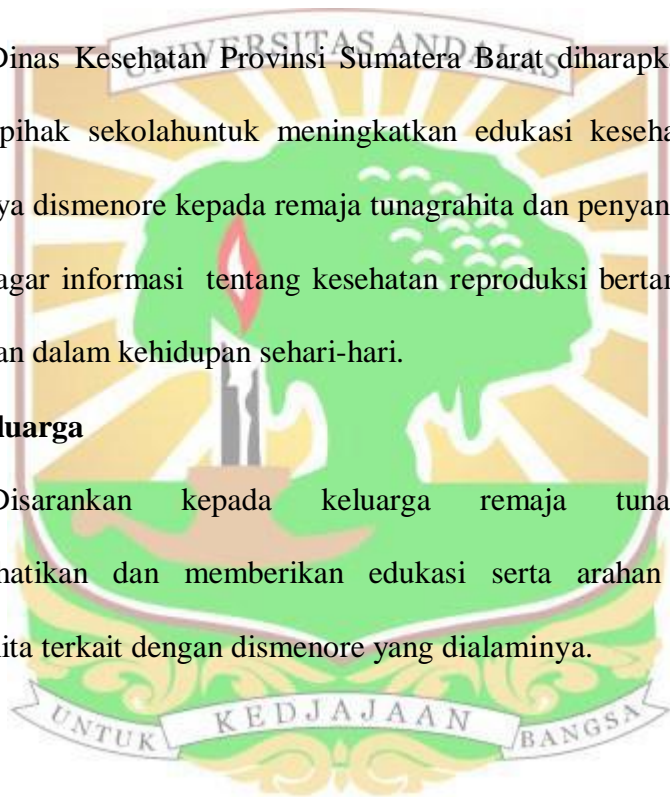 UNIVERSITAS ANDALAS
Dinas Kesehatan Provinsi Sumatera Barat diharapk
pihak sekolahuntuk meningkatkan edukasi keseha
ya dismenore kepada remaja tunagrahita dan penyan
agar informasi tentang kesehatan reproduksi bertar
an dalam kehidupan sehari-hari.
luarga
Disarankan kepada keluarga remaja tuna
natikan dan memberikan edukasi serta arahan
ita terkait dengan dismenore yang dialaminya.
UNTUK KEDJAJAAN BANGSA